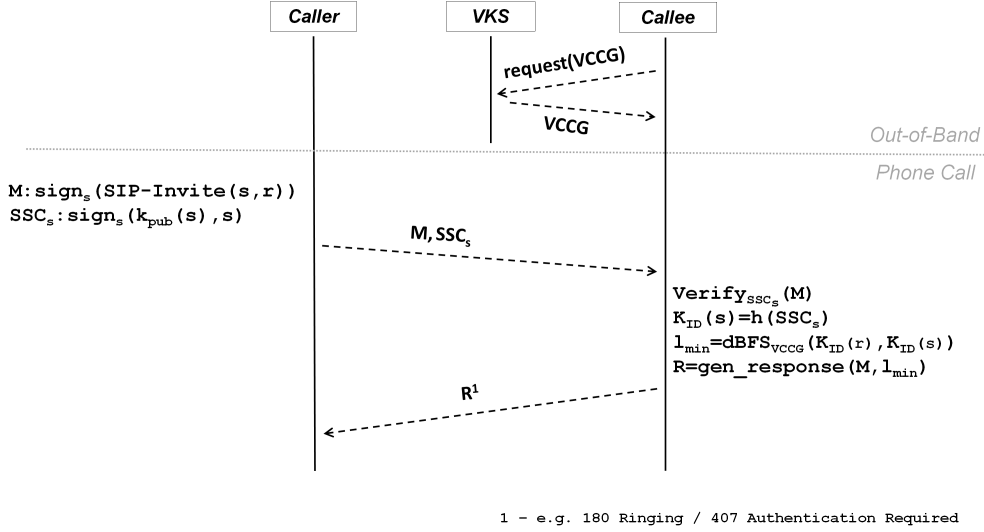 Caller
VKS
Callee
request(VCCG)
VCCG
Out-of-Band
Phone Call
M:signₛ(SIP-Invite(s,r))
SSCₛ:signₛ(kpub(s),s)
M,SSCₛ
VerifySSCₛ(M)
KID(s)=h(SSCₛ)
lmin=dBFSVCCG(KID(r),KID(s))
R=gen_response(M,lmin)
R¹
1 – e.g. 180 Ringing / 407 Authentication Required